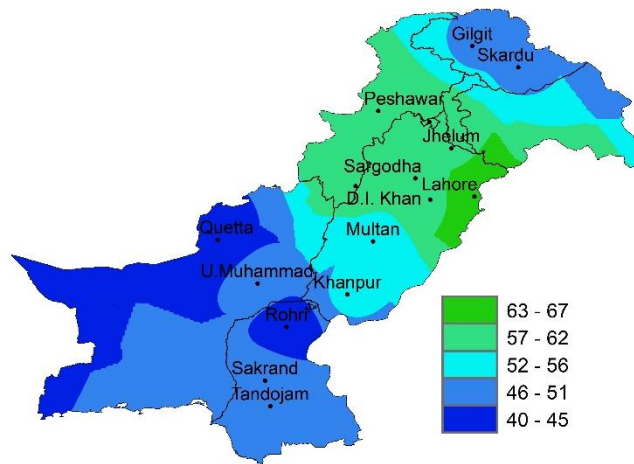 Gilgit
Skardu
Peshawar
Jhelum
Sargodha
Lahore
D.I. Khan
Multan
Quetta
U.Muhammad
Khanpur
Rohri
Sakrand
Tandojam
63 - 67
57 - 62
52 - 56
46 - 51
40 - 45